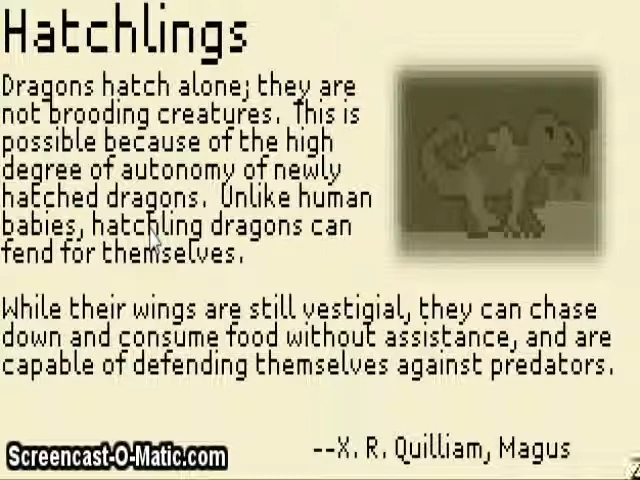 Hatchlings
Dragons hatch alone; they are
not brooding creatures. This is
possible because of the high
degree of autonomy of newly
hatched dragons. Unlike human
babies, hatchling dragons can
fend for themselves.
While their wings are still vestigial, they can chase
down and consume food without assistance, and are
capable of defending themselves against predators.
--X. R. Quilliam, Magus
Screencast-O-Matic.com